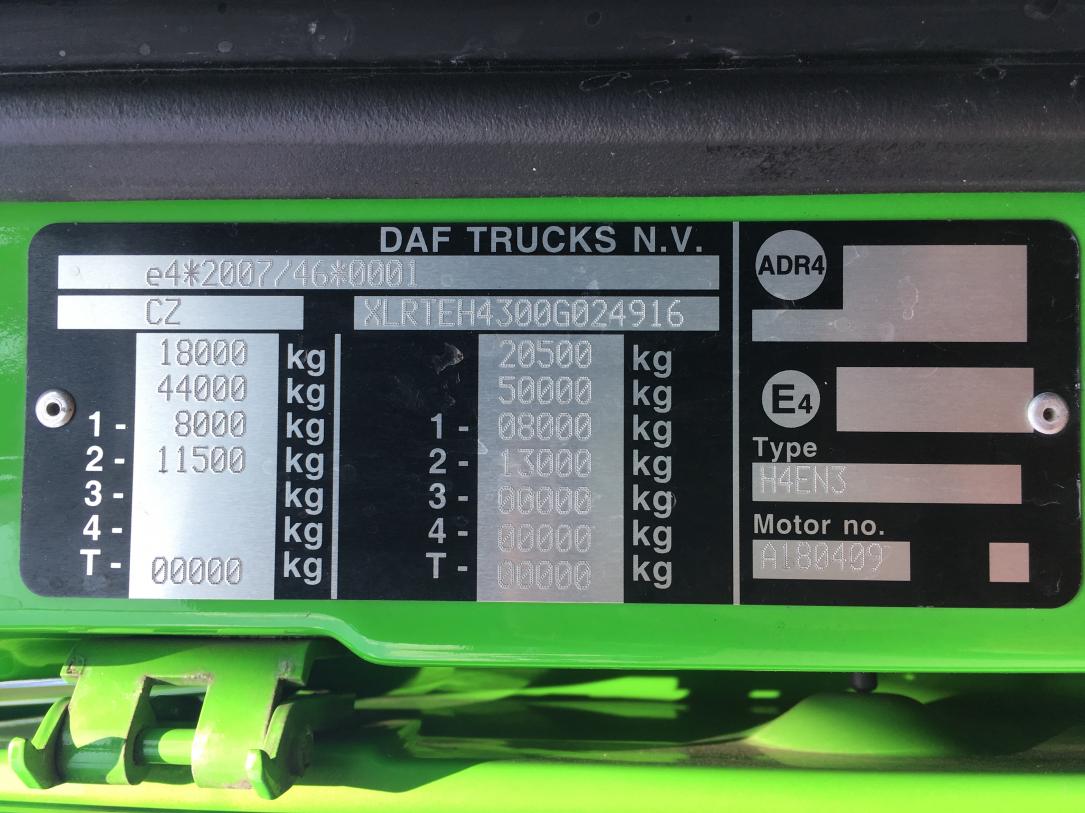 DAF TRUCKS N.V.
e4*2007/46*0001
CZ XLRTEH4300G024916
18000 kg 20500 kg
44000 kg 50000 kg
1- 8000 kg 1- 08000 kg
2- 11500 kg 2- 13000 kg
3- kg 3- 00000 kg
4- kg 4- 00000 kg
T- 00000 kg T- 00000 kg
ADR4
E4
Type
H4EN3
Motor no.
A180409